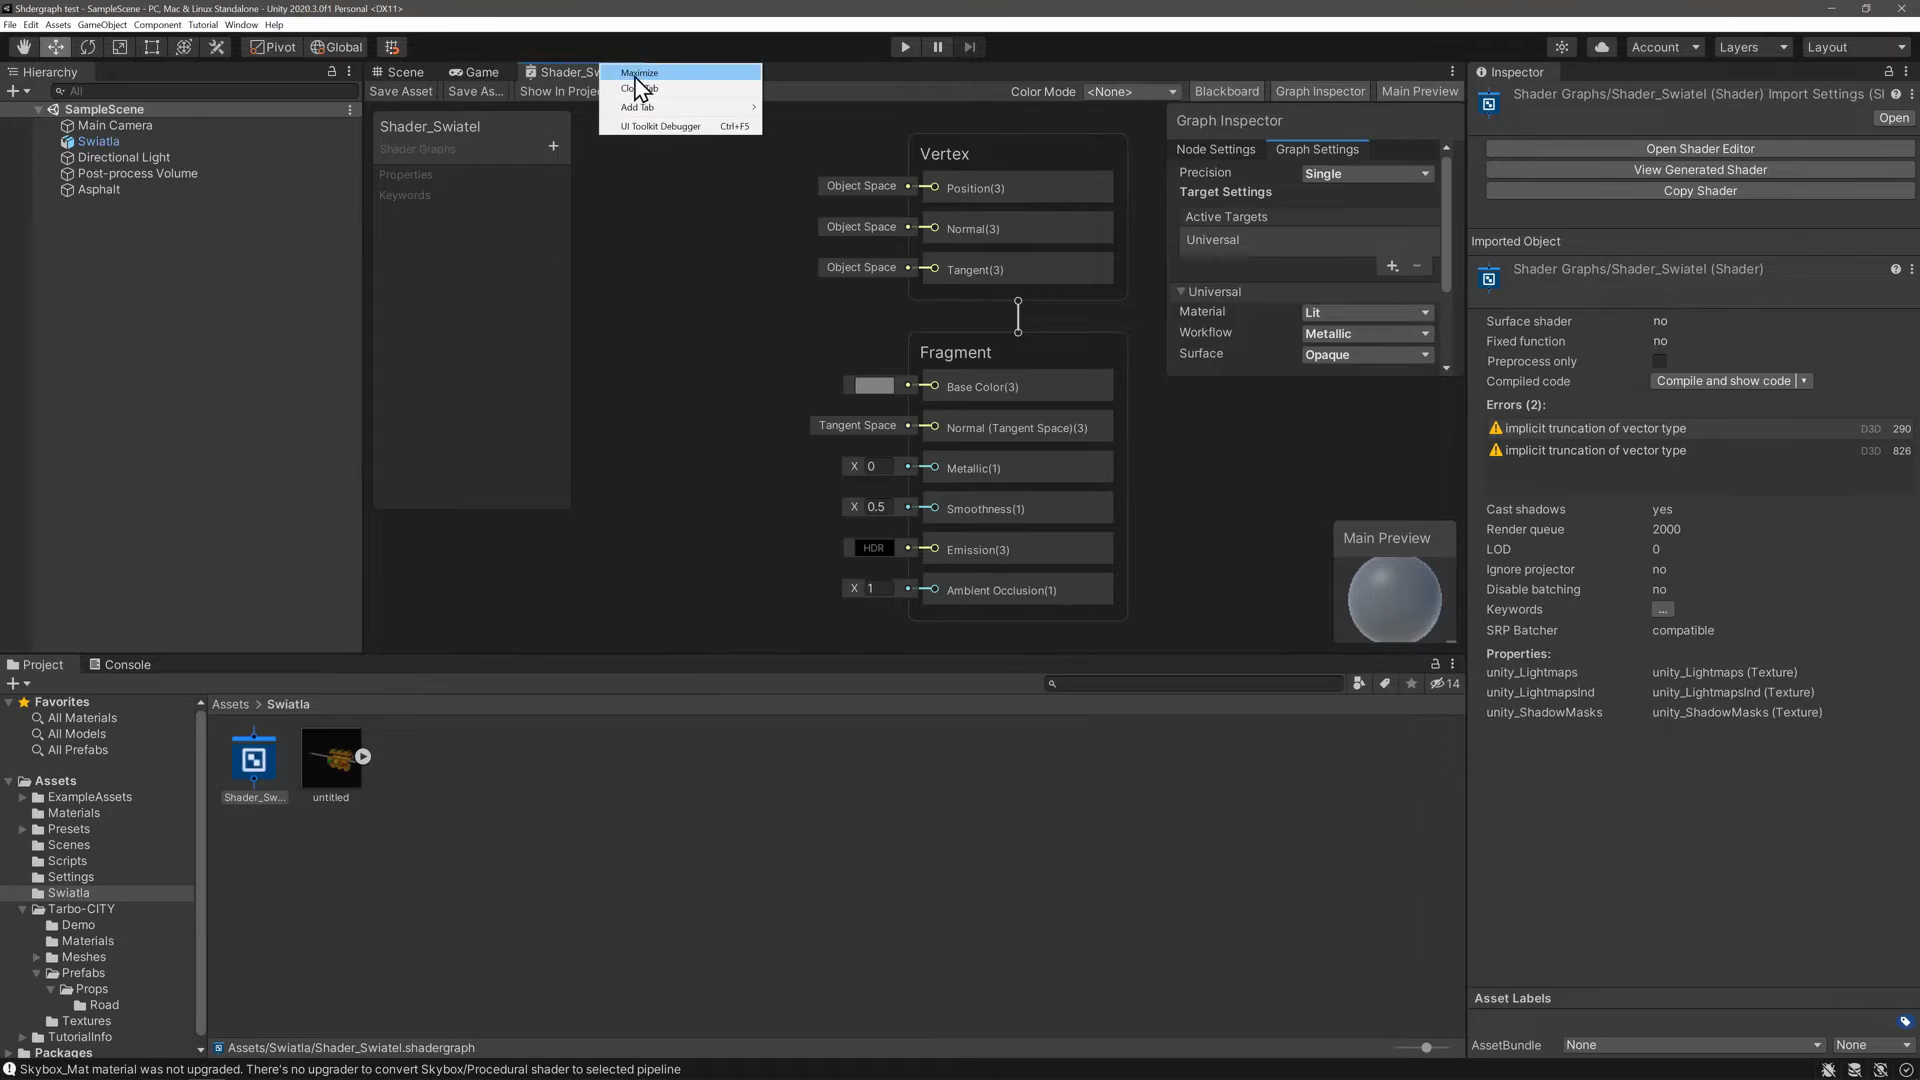 Shdergraph test - SampleScene - PC, Mac & Linux Standalone - Unity 2020.3.0f1 Personal <DX11>
File Edit Assets GameObject Component Tutorial Window Help
Pivot Global Account Layers Layout
Hierarchy
All
SampleScene
Main Camera
Swiatla
Directional Light
Post-process Volume
Asphalt
Scene Game Shader_Sw
Save Asset Save As... Show In Proje
Maximize
Tab
Add Tab
UI Toolkit Debugger Ctrl+F5
Color Mode <None> Blackboard Graph Inspector Main Preview
Shader_Swiatel
Shader Graphs
Properties
Keywords
Vertex
Object Space Position(3)
Object Space Normal(3)
Object Space Tangent(3)
Fragment
Base Color(3)
Tangent Space Normal (Tangent Space)(3)
X 0 Metallic(1)
X 0.5 Smoothness(1)
HDR Emission(3)
X 1 Ambient Occlusion(1)
Graph Inspector
Node Settings Graph Settings
Precision Single
Target Settings
Active Targets
Universal
Universal
Material Lit
Workflow Metallic
Surface Opaque
Main Preview
Inspector
Shader Graphs/Shader_Swiatel (Shader) Import Settings (Sl
Open
Open Shader Editor
View Generated Shader
Copy Shader
Imported Object
Shader Graphs/Shader_Swiatel (Shader)
Surface shader no
Fixed function no
Preprocess only
Compiled code Compile and show code
Errors (2):
implicit truncation of vector type D3D 290
implicit truncation of vector type D3D 826
Cast shadows yes
Render queue 2000
LOD 0
Ignore projector no
Disable batching no
Keywords ...
SRP Batcher compatible
Properties:
unity_Lightmaps unity_Lightmaps (Texture)
unity_LightmapsInd unity_LightmapsInd (Texture)
unity_ShadowMasks unity_ShadowMasks (Texture)
Asset Labels
AssetBundle None None
Project Console
14
Favorites
All Materials
All Models
All Prefabs
Assets
ExampleAssets
Materials
Presets
Scenes
Scripts
Settings
Swiatla
Tarbo-CITY
Demo
Materials
Meshes
Prefabs
Props
Road
Textures
TutorialInfo
Packages
Assets > Swiatla
Shader_Sw...
untitled
Assets/Swiatla/Shader_Swiatel.shadergraph
Skybox_Mat material was not upgraded. There's no upgrader to convert Skybox/Procedural shader to selected pipeline